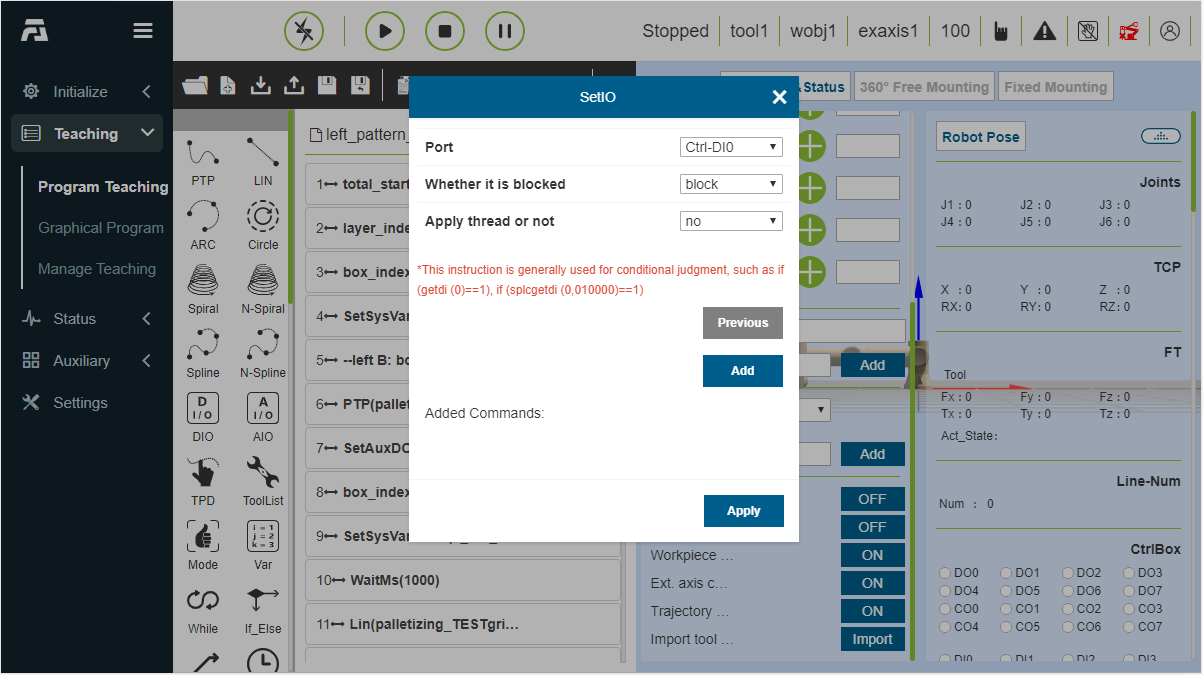 Stopped
tool1
wobj1
exaxis1
100
Initialize
Teaching
Program Teaching
Graphical Program
Manage Teaching
Status
Auxiliary
Settings
PTP
LIN
ARC
Circle
Spiral
N-Spiral
Spline
N-Spline
D
I/O
A
I/O
DIO
AIO
TPD
ToolList
i = 1
j = 2
k = 3
Mode
Var
While
If_Else
left_pattern_
1 total_start
2 layer_inde
3 box_index
4 SetSysVar
5 --left B: bo
6 PTP(pallet
7 SetAuxDO
8 box_index
9 SetSysVar
10 WaitMs(1000)
11 Lin(palletizing_TESTgri...
SetIO
Port
Ctrl-DI0
Whether it is blocked
block
Apply thread or not
no
*This instruction is generally used for conditional judgment, such as if
(getdi (0)==1), if (splcgetdi (0,010000)==1)
Previous
Add
Added Commands:
Apply
& Status
360° Free Mounting
Fixed Mounting
Add
Add
OFF
OFF
Workpiece ...
ON
Ext. axis c...
ON
Trajectory ...
ON
Import tool ...
Import
Robot Pose
Joints
J1 : 0 J2 : 0 J3 : 0
J4 : 0 J5 : 0 J6 : 0
TCP
X : 0 Y : 0 Z : 0
RX: 0 RY: 0 RZ: 0
FT
Tool
Fx : 0 Fy : 0 Fz : 0
Tx : 0 Ty : 0 Tz : 0
Act_State:
Line-Num
Num : 0
CtrlBox
DO0 DO1 DO2 DO3
DO4 DO5 DO6 DO7
CO0 CO1 CO2 CO3
CO4 CO5 CO6 CO7
DI0 DI1 DI2 DI3